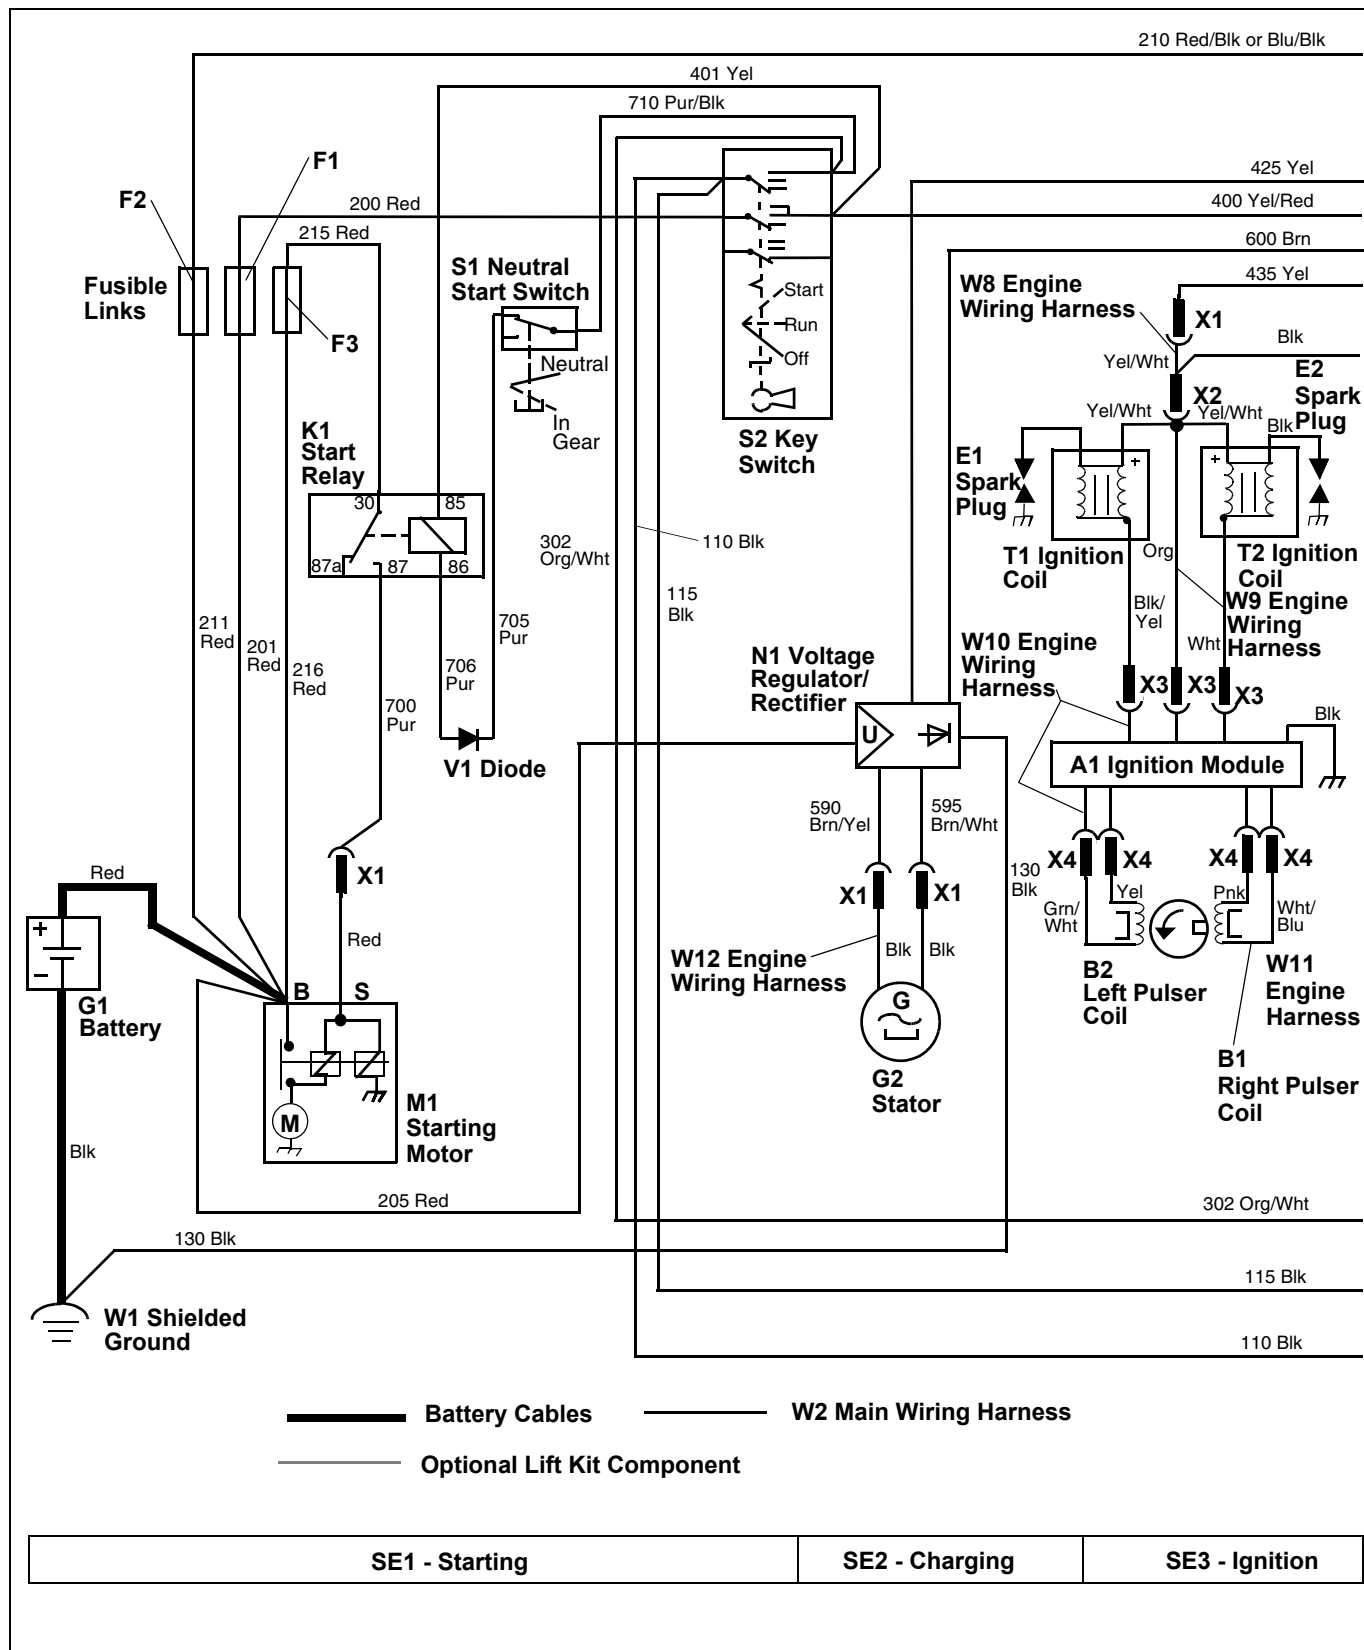 210 Red/Blk or Blu/Blk
401 Yel
710 Pur/Blk
F1
425 Yel
F2
200 Red
400 Yel/Red
215 Red
600 Brn
S1 Neutral
Start Switch
435 Yel
Fusible
Links
W8 Engine
Wiring Harness
Start
X1
Run
F3
Blk
Off
Neutral
Yel/Wht
E2
Spark
Plug
X2
Yel/Wht
Yel/Wht
Blk
In
Gear
K1
Start
Relay
S2 Key
Switch
E1
Spark
Plug
+
+
30
85
302
Org/Wht
110 Blk
Org
T1 Ignition
Coil
T2 Ignition
Coil
87a
87
86
115
Blk
Blk/
Yel
W9 Engine
Wiring
Harness
211
Red
705
Pur
201
Red
W10 Engine
Wiring
Harness
Wht
216
Red
706
Pur
N1 Voltage
Regulator/
Rectifier
X3
X3
X3
700
Pur
Blk
U
V1 Diode
A1 Ignition Module
590
Brn/Yel
595
Brn/Wht
X1
130
Blk
X4
X4
X4
X4
Red
X1
X1
Yel
Pnk
Grn/
Wht
Wht/
Blu
+
−
Red
W12 Engine
Wiring Harness
Blk
Blk
B
S
G
B2
Left Pulser
Coil
W11
Engine
Harness
G1
Battery
B1
Right Pulser
Coil
G2
Stator
M1
Starting
Motor
M
Blk
205 Red
302 Org/Wht
130 Blk
115 Blk
W1 Shielded
Ground
110 Blk
Battery Cables
W2 Main Wiring Harness
Optional Lift Kit Component
SE1 - Starting
SE2 - Charging
SE3 - Ignition